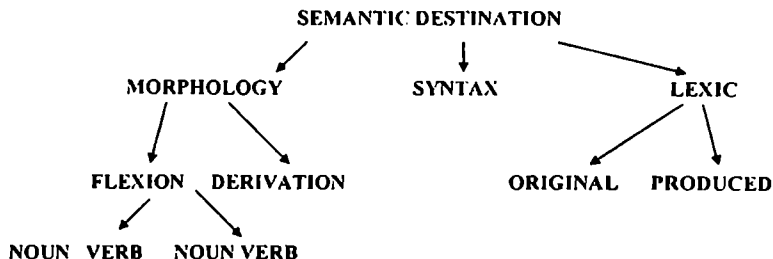 SEMANTIC DESTINATION
MORPHOLOGY SYNTAX LEXIC
FLEXION DERIVATION ORIGINAL PRODUCED
NOUN VERB NOUN VERB